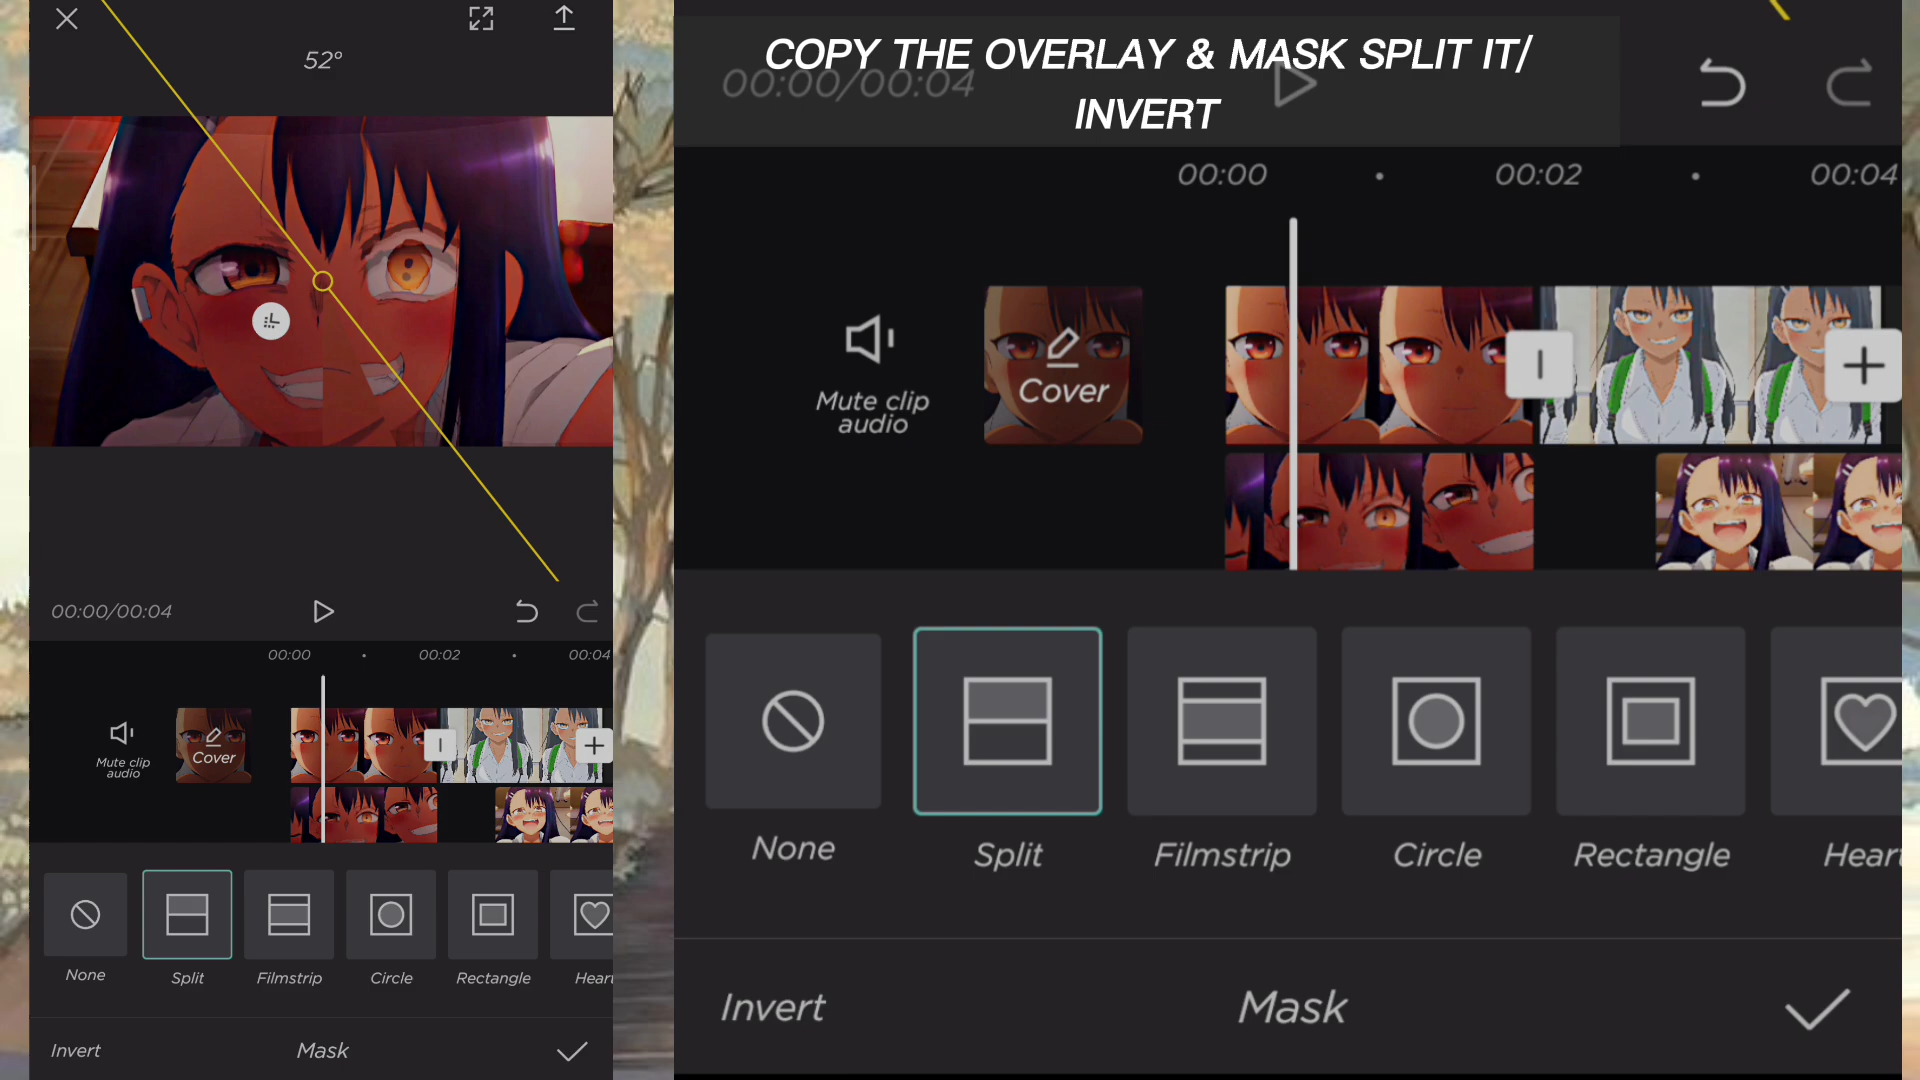 52°
00:00/00:04
00:00 • 00:02 • 00:04
Mute clip
audio
Cover
None
Split
Filmstrip
Circle
Rectangle
Heart
Invert
Mask
COPY THE OVERLAY & MASK SPLIT IT/
INVERT
00:00/00:04
00:00 • 00:02 • 00:04
Mute clip
audio
Cover
None
Split
Filmstrip
Circle
Rectangle
Heart
Invert
Mask